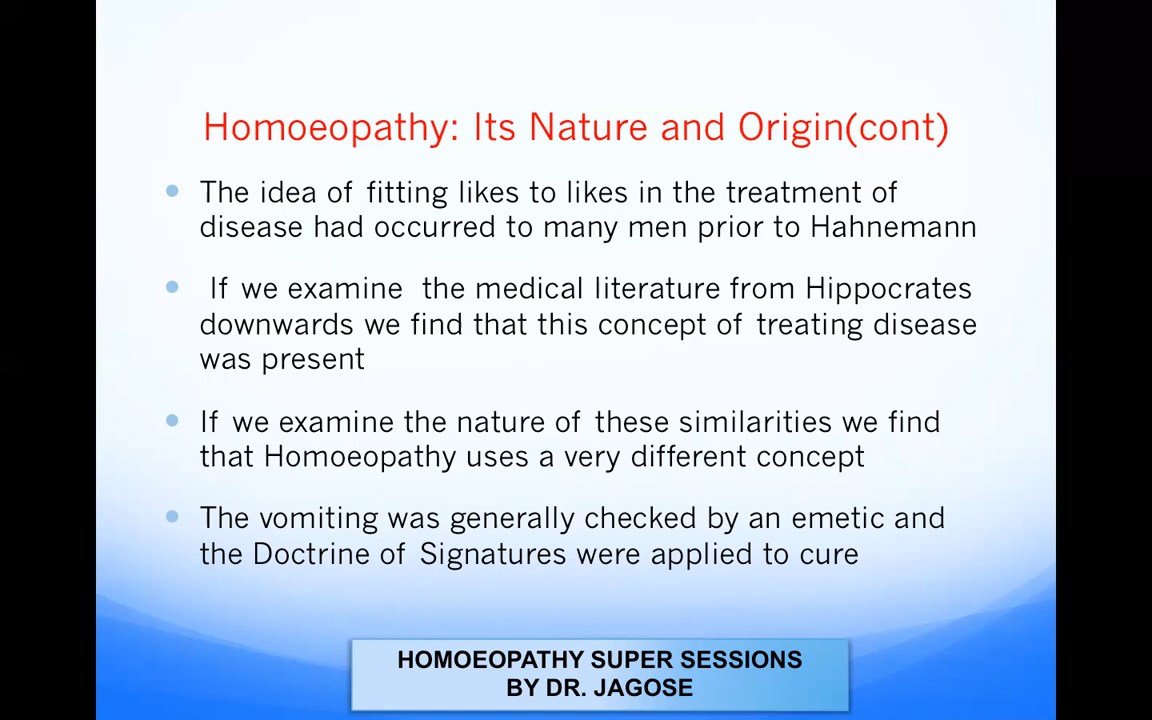 Homoeopathy: Its Nature and Origin(cont)
The idea of fitting likes to likes in the treatment of
disease had occurred to many men prior to Hahnemann
If we examine the medical literature from Hippocrates
downwards we find that this concept of treating disease
was present
If we examine the nature of these similarities we find
that Homoeopathy uses a very different concept
The vomiting was generally checked by an emetic and
the Doctrine of Signatures were applied to cure
HOMOEOPATHY SUPER SESSIONS
BY DR. JAGOSE